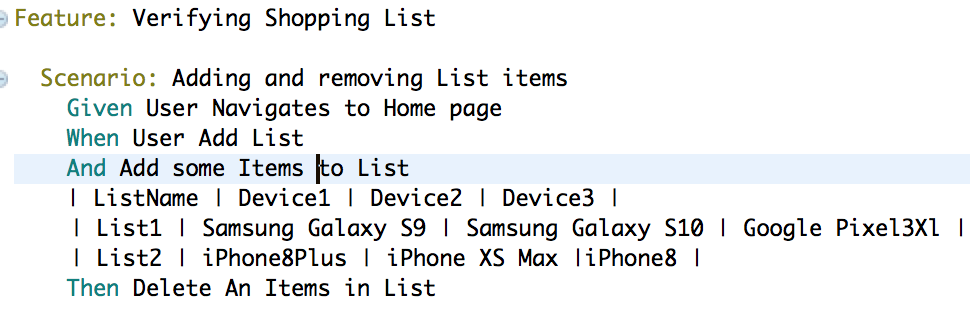 Feature: Verifying Shopping List
Scenario: Adding and removing List items
Given User Navigates to Home page
When User Add List
And Add some Items to List
| ListName | Device1 | Device2 | Device3 |
| List1 | Samsung Galaxy S9 | Samsung Galaxy S10 | Google Pixel3Xl |
| List2 | iPhone8Plus | iPhone XS Max |iPhone8 |
Then Delete An Items in List